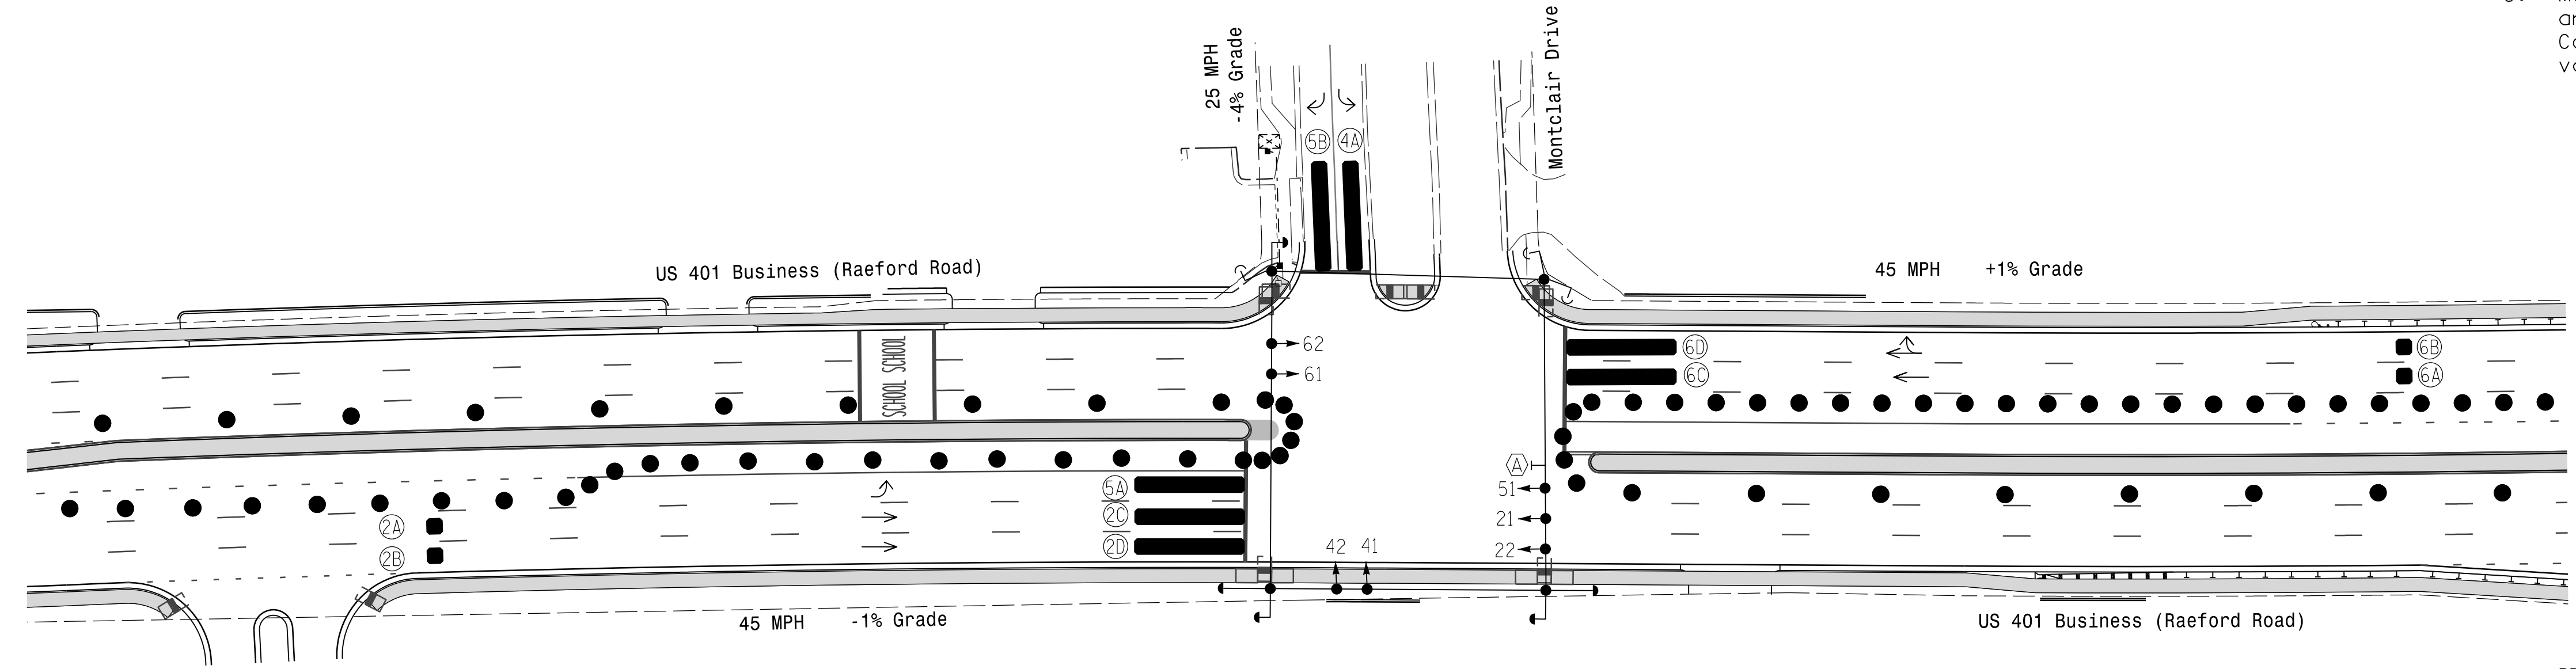 25 MPH
-4% Grade
Montclair Drive
5B
4A
US 401 Business (Raeford Road)
45 MPH +1% Grade
62
61
SCHOOL SCHOOL
6D
6C
6B
6A
A
51
21
22
5A
2C
2D
2A
2B
42 41
45 MPH -1% Grade
US 401 Business (Raeford Road)